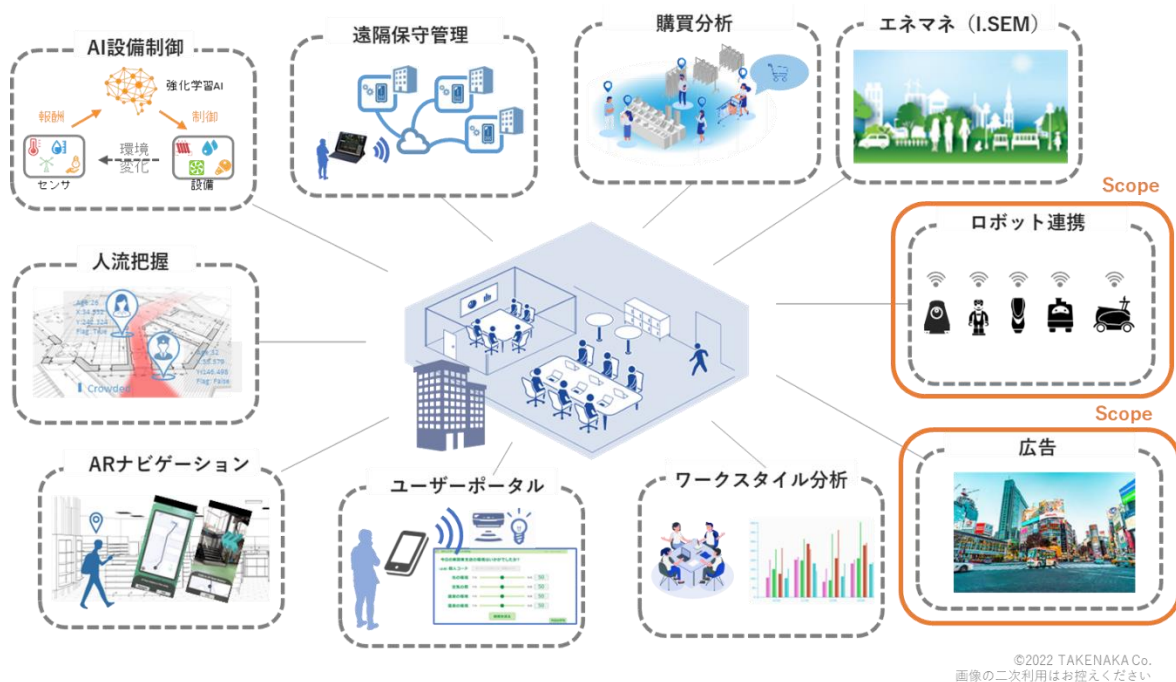 AI設備制御
強化学習AI
報酬
制御
環境
変化
センサ
設備
遠隔保守管理
購買分析
エネマネ（I.SEM）
Scope
ロボット連携
人流把握
Crowded
Flag: False
Scope
広告
ARナビゲーション
ユーザーポータル
ワークスタイル分析
©2022 TAKENAKA Co.
画像の二次利用はお控えください